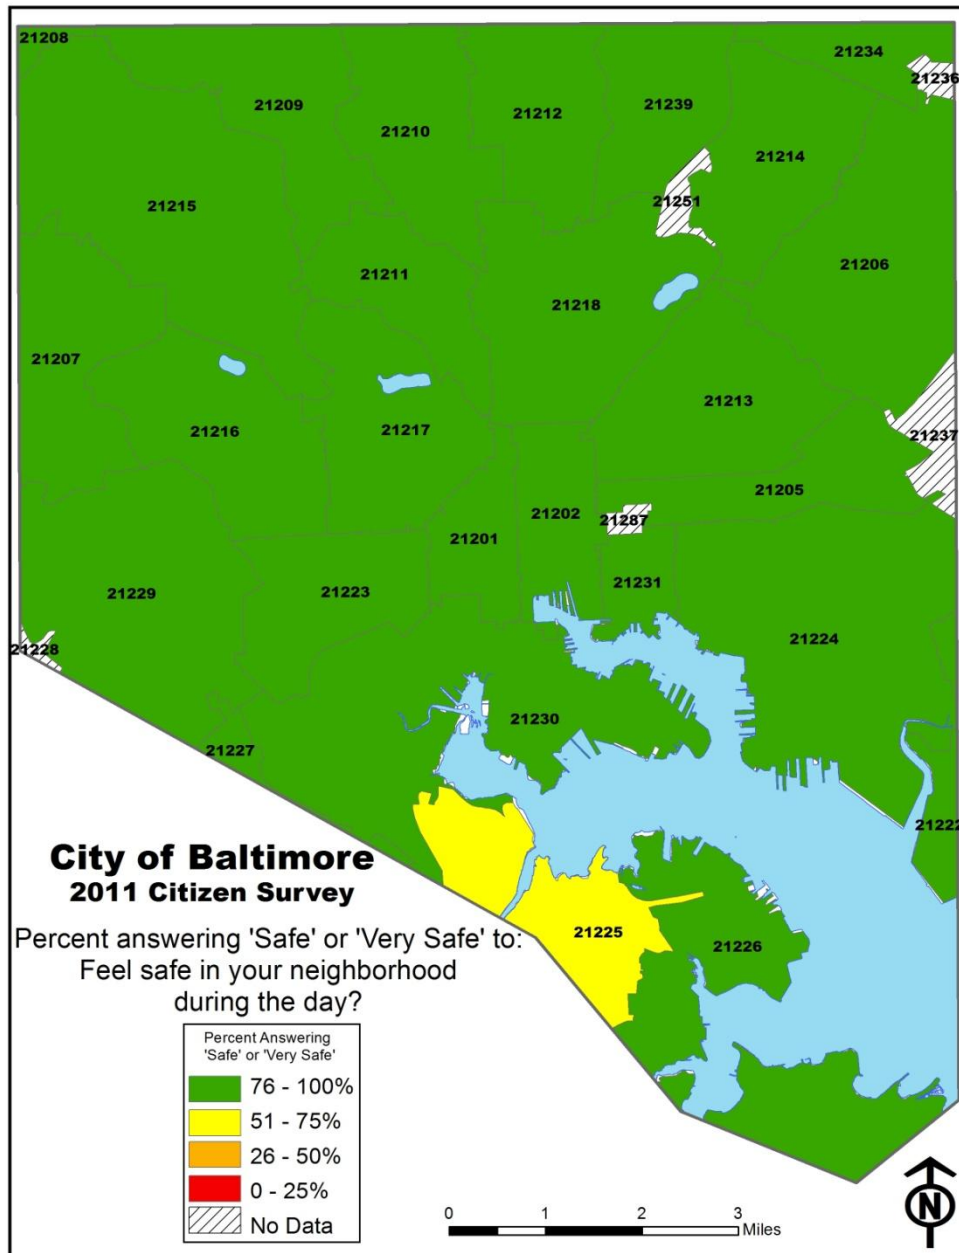 21208
21234
21236
21209
21239
21212
21210
21214
21251
21215
21206
21211
21218
21207
21213
21216
21217
21237
21205
21202
21287
21201
21231
21229
21223
21224
21228
21230
21227
21222
21225
21226
City of Baltimore
2011 Citizen Survey
Percent answering 'Safe' or 'Very Safe' to:
Feel safe in your neighborhood
during the day?
Percent Answering
'Safe' or 'Very Safe'
76 - 100%
51 - 75%
26 - 50%
0 - 25%
No Data
0 1 2 3
Miles
N